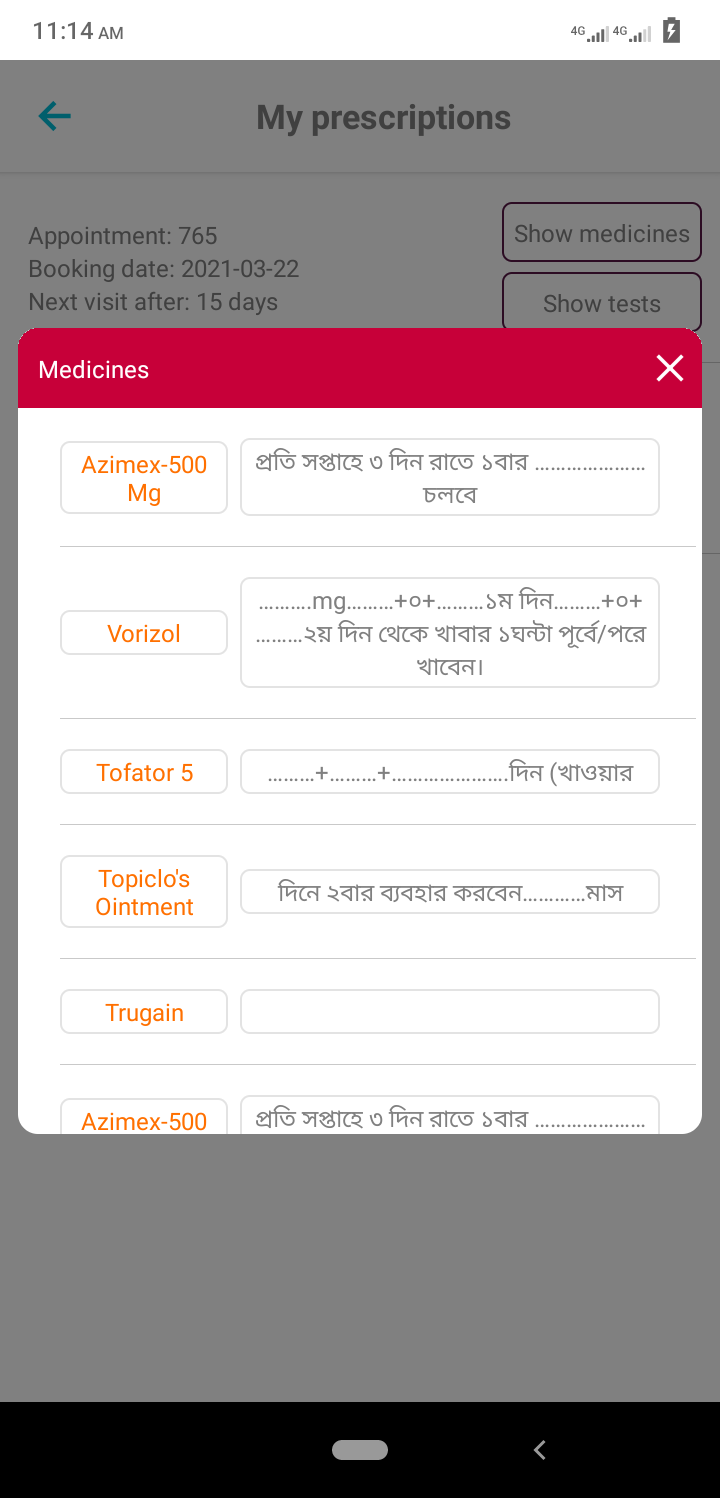 11:14 AM
4G 4G
My prescriptions
Appointment: 765
Show medicines
Booking date: 2021-03-22
Next visit after: 15 days
Show tests
Medicines
Azimex-500
Mg
প্রতি সপ্তাহে ৩ দিন রাতে ১বার .....................
চলবে
Vorizol
..........mg.........+০+.........১ম দিন.........+০+
.........২য় দিন থেকে খাবার ১ঘন্টা পূর্বে/পরে
খাবেন।
Tofator 5
.........+.........+......................দিন (খাওয়ার
Topiclo's
Ointment
দিনে ২বার ব্যবহার করবেন............মাস
Trugain
Azimex-500
প্রতি সপ্তাহে ৩ দিন রাতে ১বার .....................